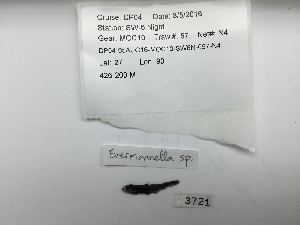 Cruise: DP04 Date: 8/5/2016
Station: SW-6 Night
Gear: MOC10 Trawl#: 57 Net#: N4
Lat: 27 Lon: 90
426-200 M
Evermannella sp.
3721